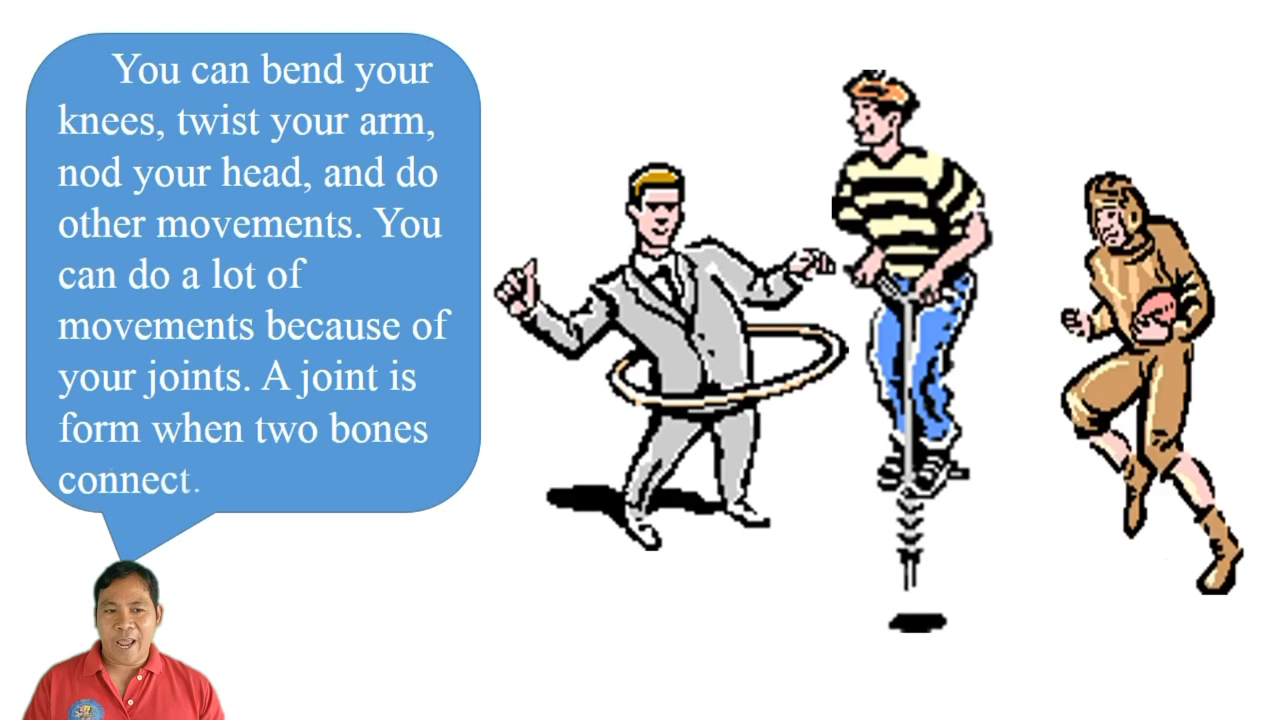 You can bend your
knees, twist your arm,
nod your head, and do
other movements. You
can do a lot of
movements because of
your joints. A joint is
form when two bones
connect.